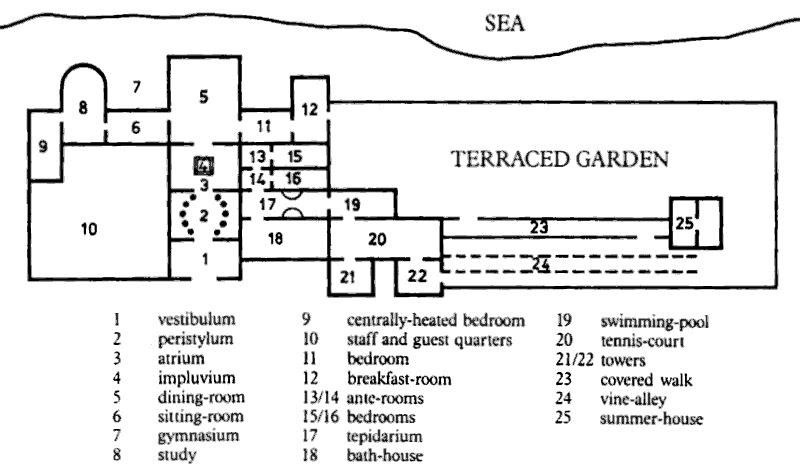 SEA
7
5
8
12
6
11
9
4
13
15
TERRACED GARDEN
3
14
16
2
17
19
10
18
20
23
25
1
24
21
22
1 vestibulum
2 peristylum
3 atrium
4 impluvium
5 dining-room
6 sitting-room
7 gymnasium
8 study
9 centrally-heated bedroom
10 staff and guest quarters
11 bedroom
12 breakfast-room
13/14 ante-rooms
15/16 bedrooms
17 tepidarium
18 bath-house
19 swimming-pool
20 tennis-court
21/22 towers
23 covered walk
24 vine-alley
25 summer-house